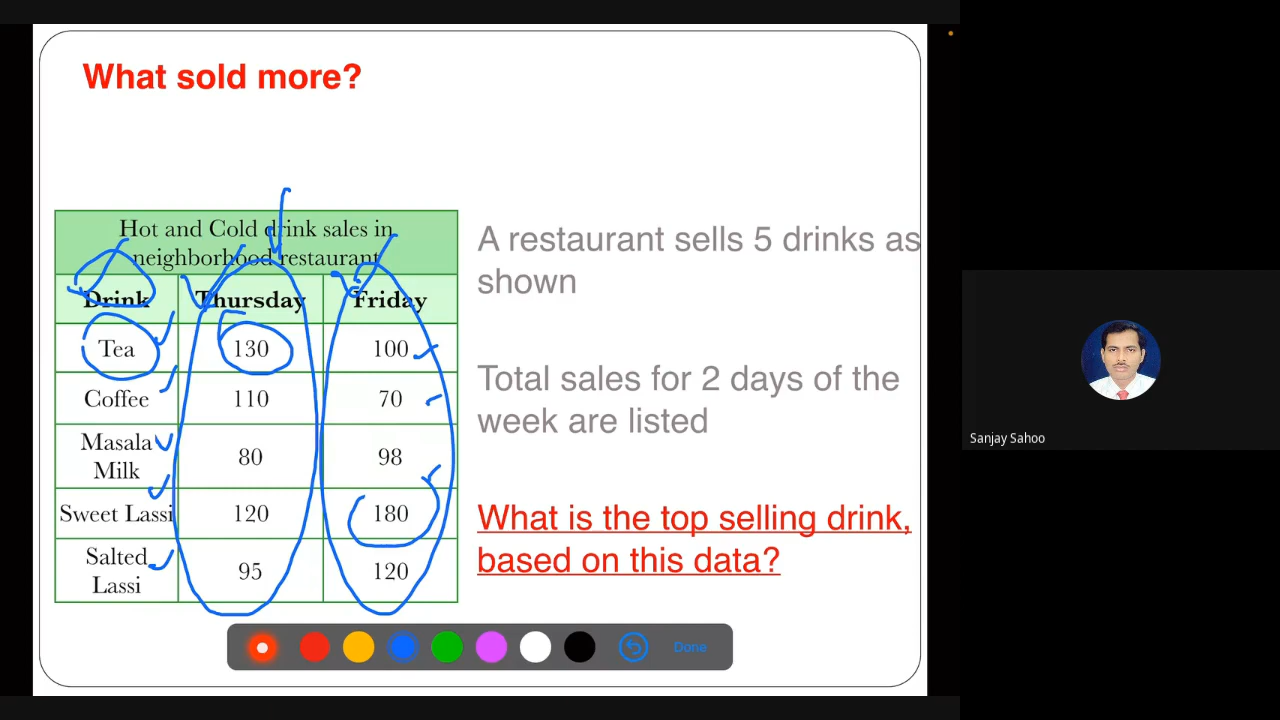 What sold more?
Hot and Cold drink sales in
neighborhood restaurant
Drink Thursday Friday
Tea 130 100
Coffee 110 70
Masala
Milk 80 98
Sweet Lassi 120 180
Salted
Lassi 95 120
A restaurant sells 5 drinks as
shown
Total sales for 2 days of the
week are listed
What is the top selling drink,
based on this data?
Done
Sanjay Sahoo